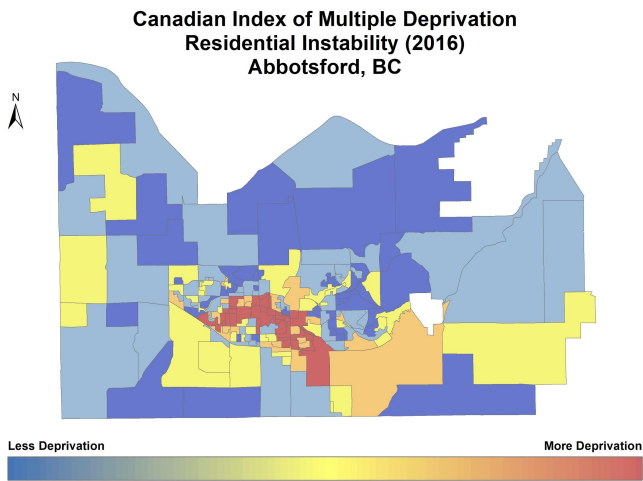 Canadian Index of Multiple Deprivation
Residential Instability (2016)
Abbotsford, BC
N
Less Deprivation
More Deprivation